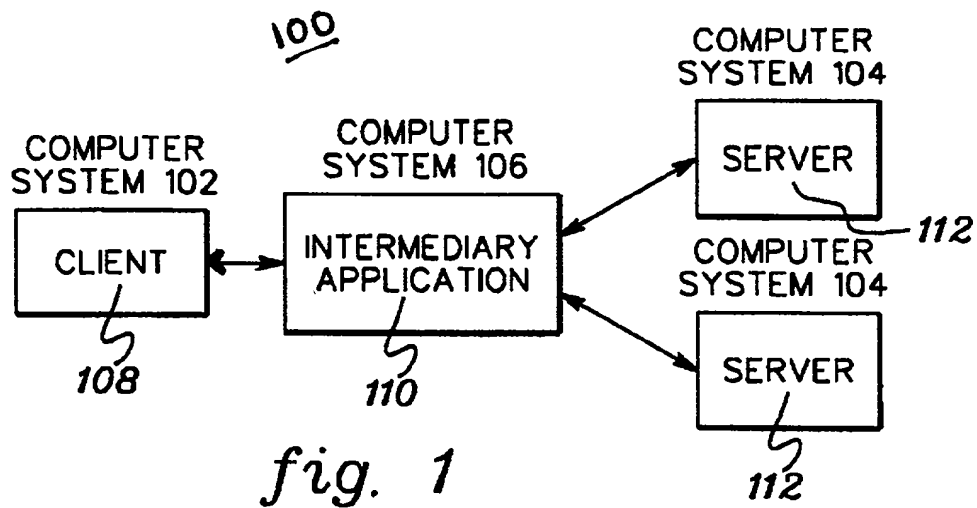 100
COMPUTER
SYSTEM 102
CLIENT
108
COMPUTER
SYSTEM 106
INTERMEDIARY
APPLICATION
110
COMPUTER
SYSTEM 104
SERVER
112
COMPUTER
SYSTEM 104
SERVER
112
fig. 1